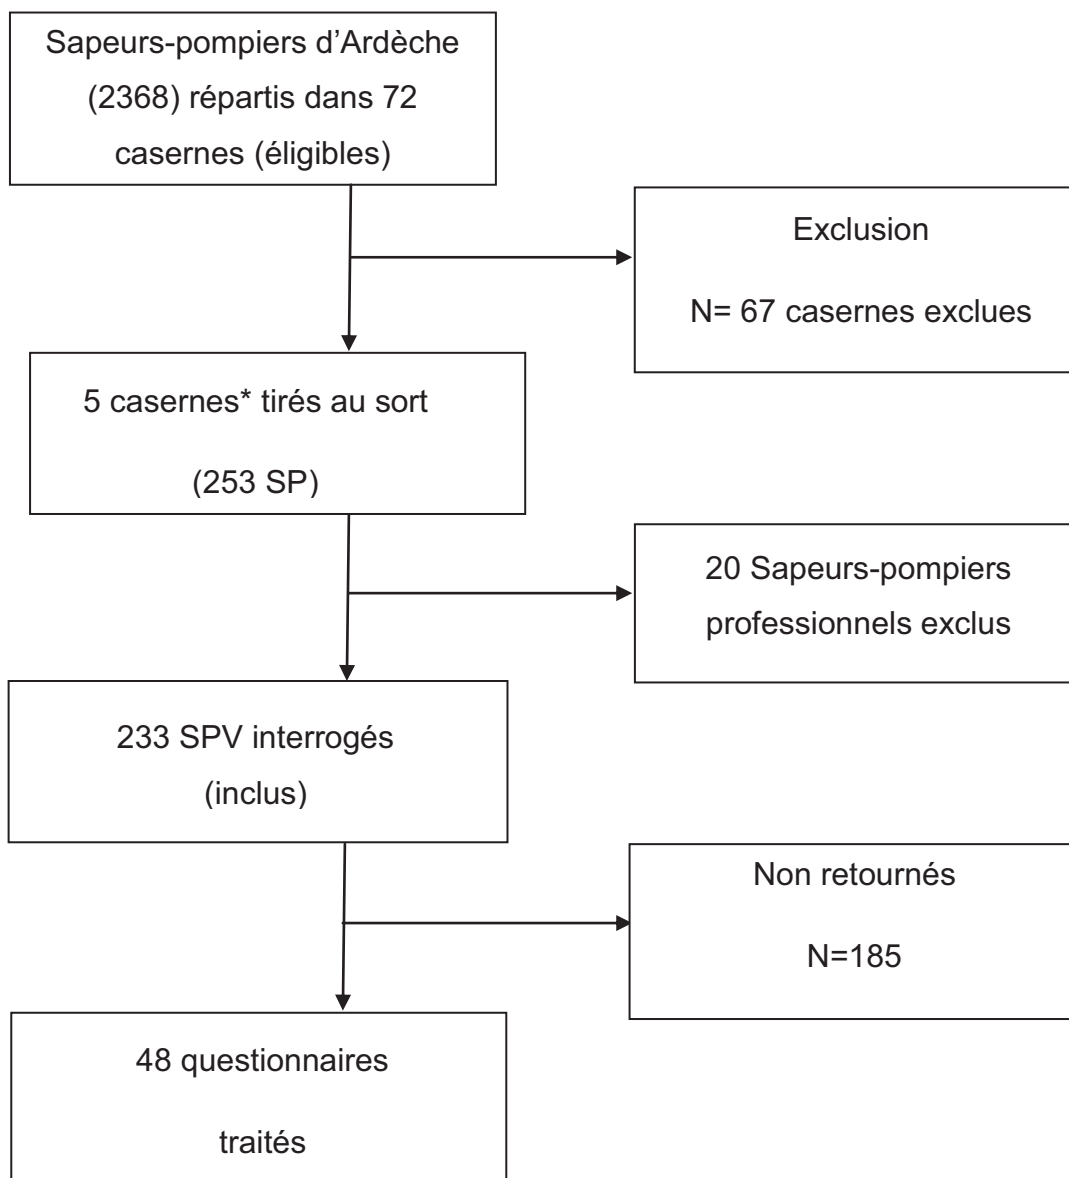 Sapeurs-pompiers d’Ardèche
(2368) répartis dans 72
casernes (éligibles)
Exclusion
N= 67 casernes exclues
5 casernes* tirés au sort
(253 SP)
20 Sapeurs-pompiers
professionnels exclus
233 SPV interrogés
(inclus)
Non retournés
N=185
48 questionnaires
traités